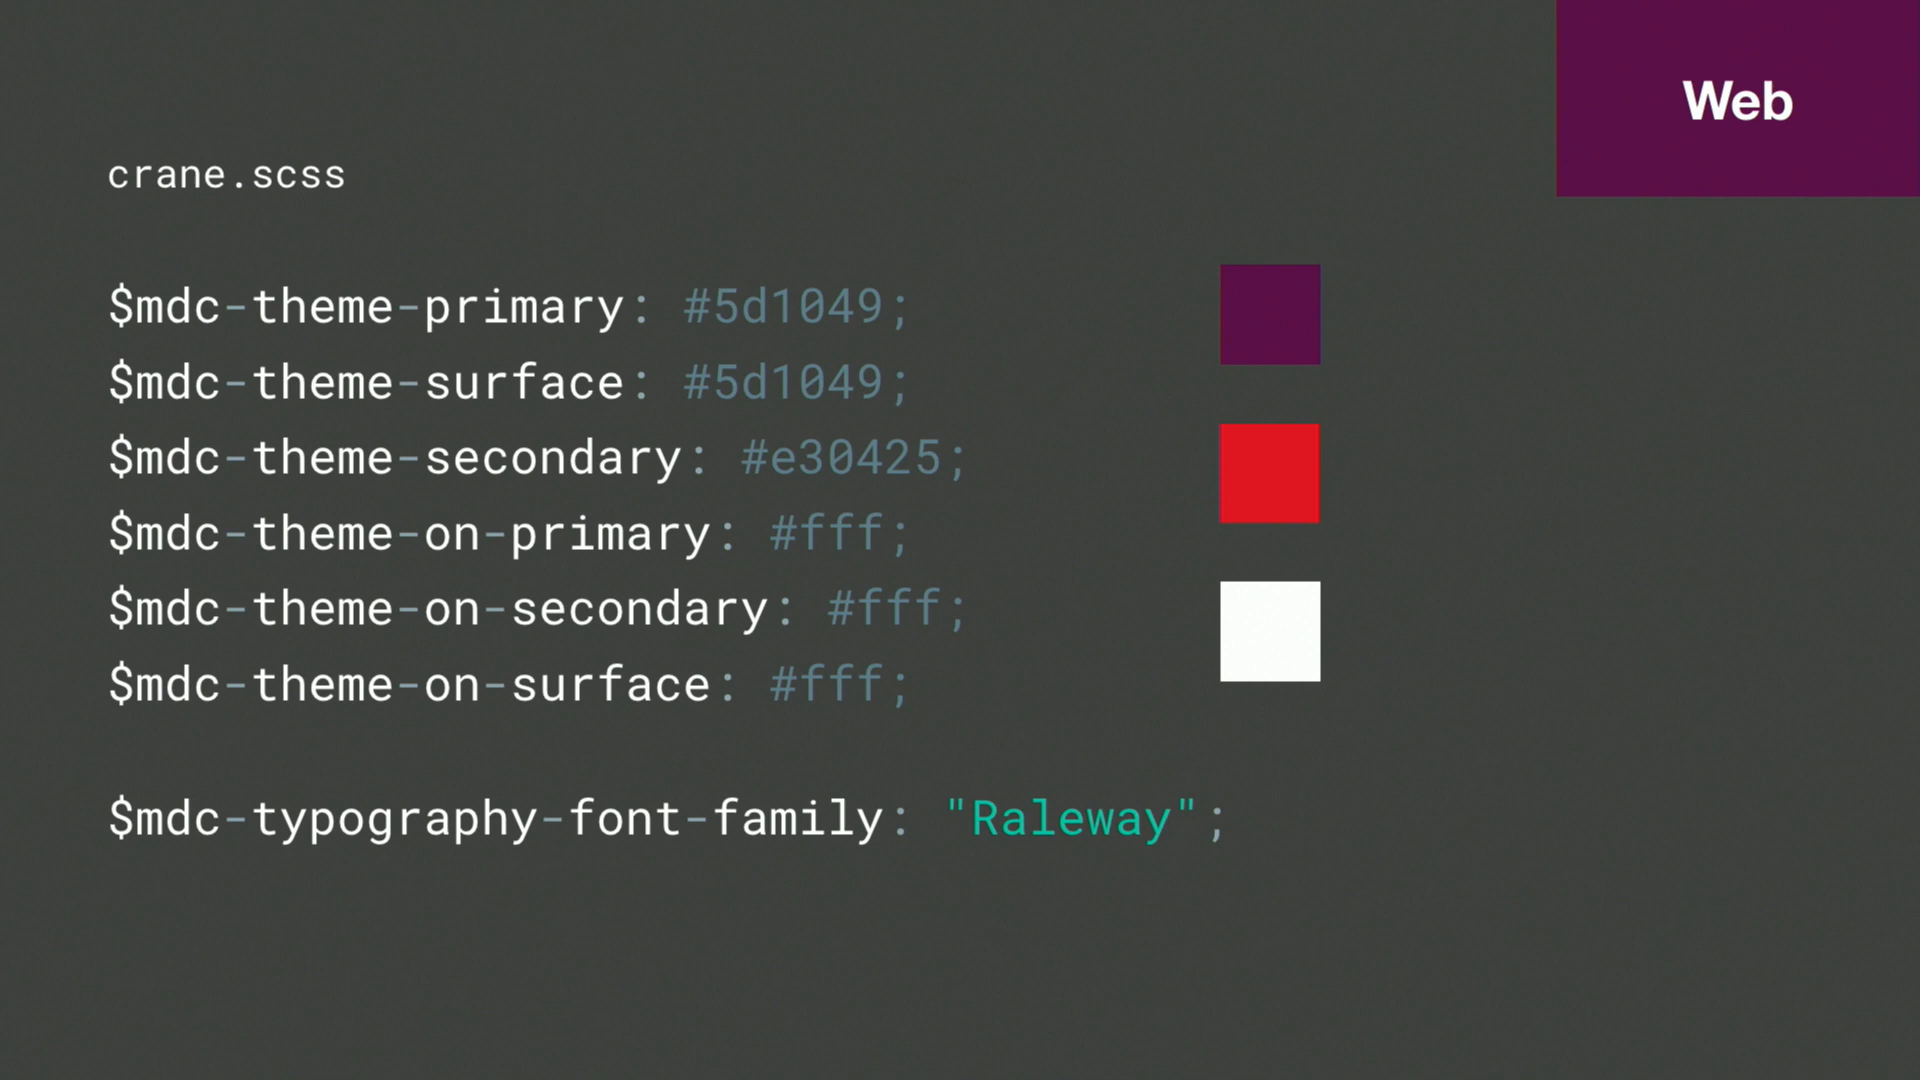 Web
crane.scss
$mdc-theme-primary: #5d1049;
$mdc-theme-surface: #5d1049;
$mdc-theme-secondary: #e30425;
$mdc-theme-on-primary: #fff;
$mdc-theme-on-secondary: #fff;
$mdc-theme-on-surface: #fff;
$mdc-typography-font-family: "Raleway";